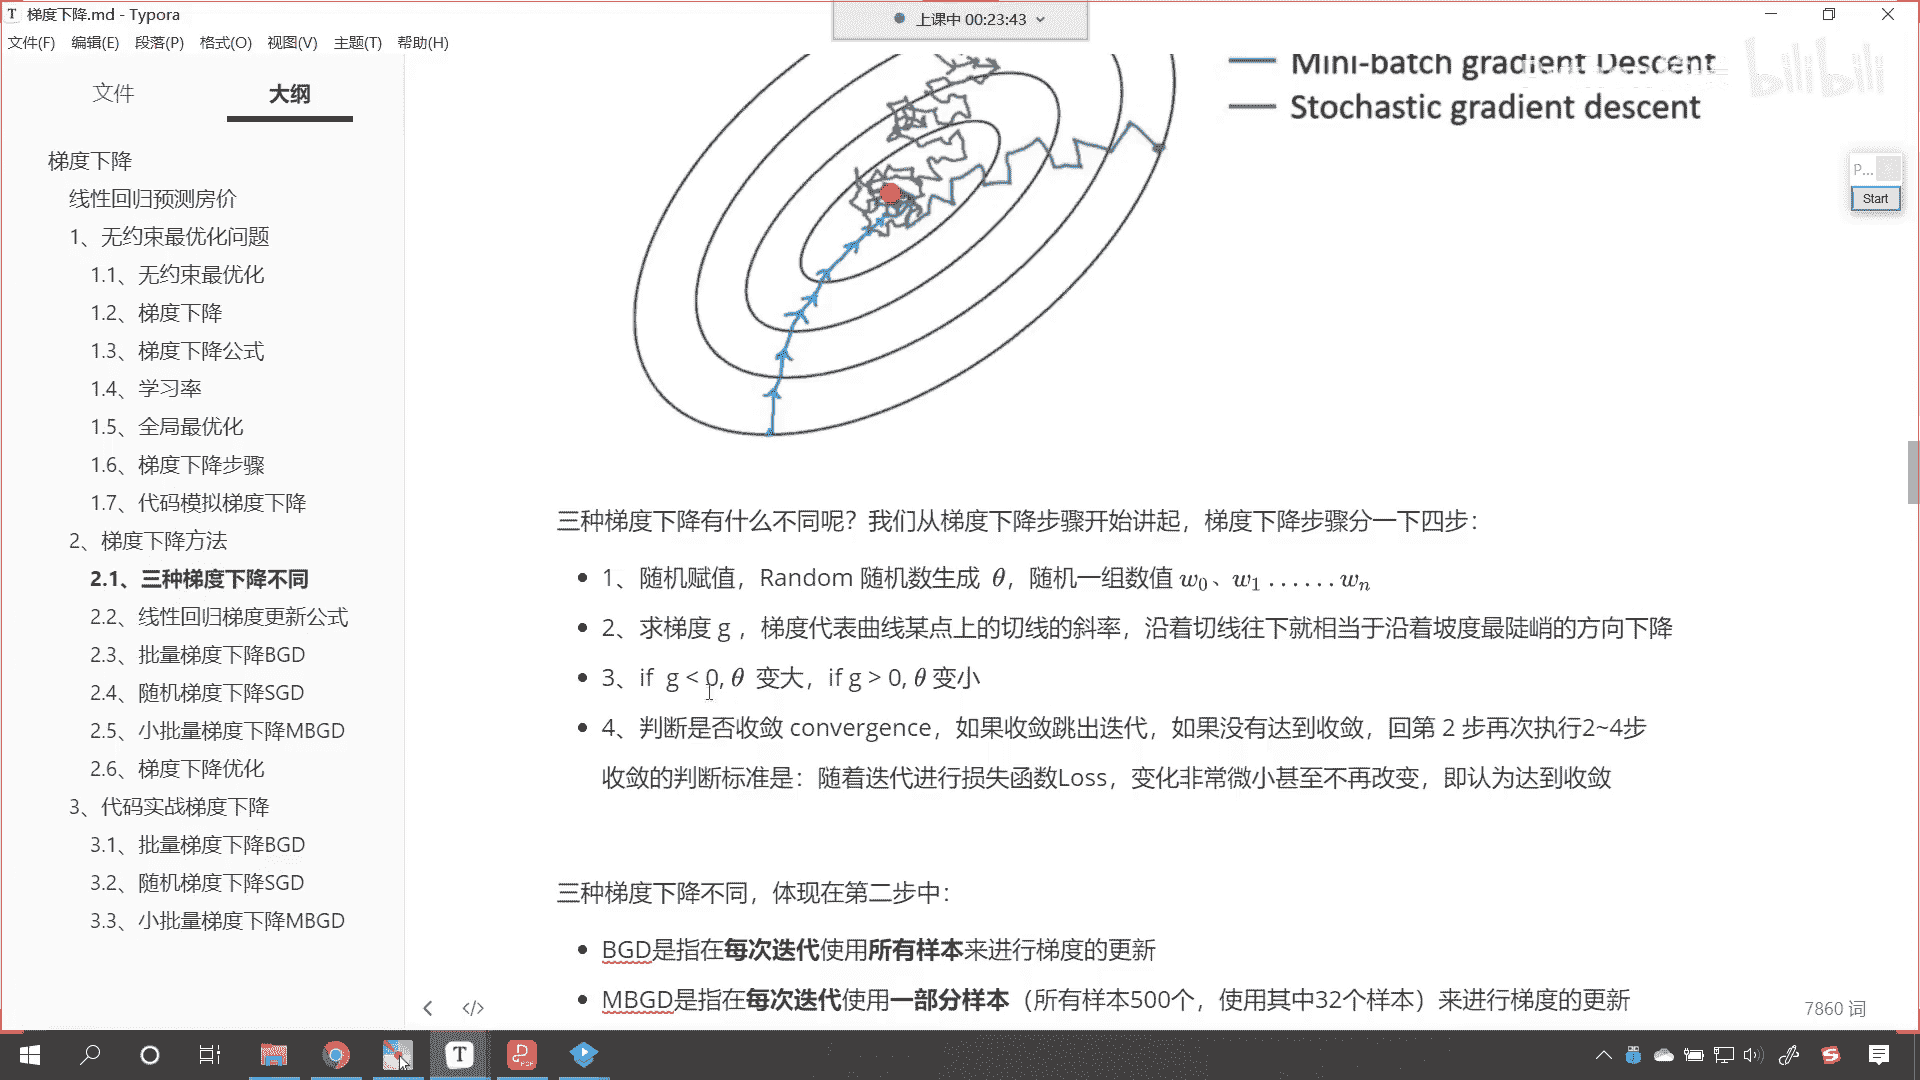 梯度下降.md - Typora
上课中 00:23:43
文件(F) 编辑(E) 段落(P) 格式(O) 视图(V) 主题(T) 帮助(H)
文件 大纲
梯度下降
线性回归预测房价
1、无约束最优化问题
1.1、无约束最优化
1.2、梯度下降
1.3、梯度下降公式
1.4、学习率
1.5、全局最优化
1.6、梯度下降步骤
1.7、代码模拟梯度下降
2、梯度下降方法
2.1、三种梯度下降不同
2.2、线性回归梯度更新公式
2.3、批量梯度下降BGD
2.4、随机梯度下降SGD
2.5、小批量梯度下降MBGD
2.6、梯度下降优化
3、代码实战梯度下降
3.1、批量梯度下降BGD
3.2、随机梯度下降SGD
3.3、小批量梯度下降MBGD
Mini-batch gradient Descent
Stochastic gradient descent
bilibili
P...
Start
三种梯度下降有什么不同呢？我们从梯度下降步骤开始讲起，梯度下降步骤分一下四步：
1、随机赋值，Random 随机数生成 θ，随机一组数值 w₀、w₁ ...... wₙ
2、求梯度 g ，梯度代表曲线某点上的切线的斜率，沿着切线往下就相当于沿着坡度最陡峭的方向下降
3、if g < 0, θ 变大，if g > 0, θ 变小
4、判断是否收敛 convergence，如果收敛跳出迭代，如果没有达到收敛，回第 2 步再次执行2~4步
收敛的判断标准是：随着迭代进行损失函数Loss，变化非常微小甚至不再改变，即认为达到收敛
三种梯度下降不同，体现在第二步中：
BGD是指在每次迭代使用所有样本来进行梯度的更新
MBGD是指在每次迭代使用一部分样本（所有样本500个，使用其中32个样本）来进行梯度的更新
7860 词